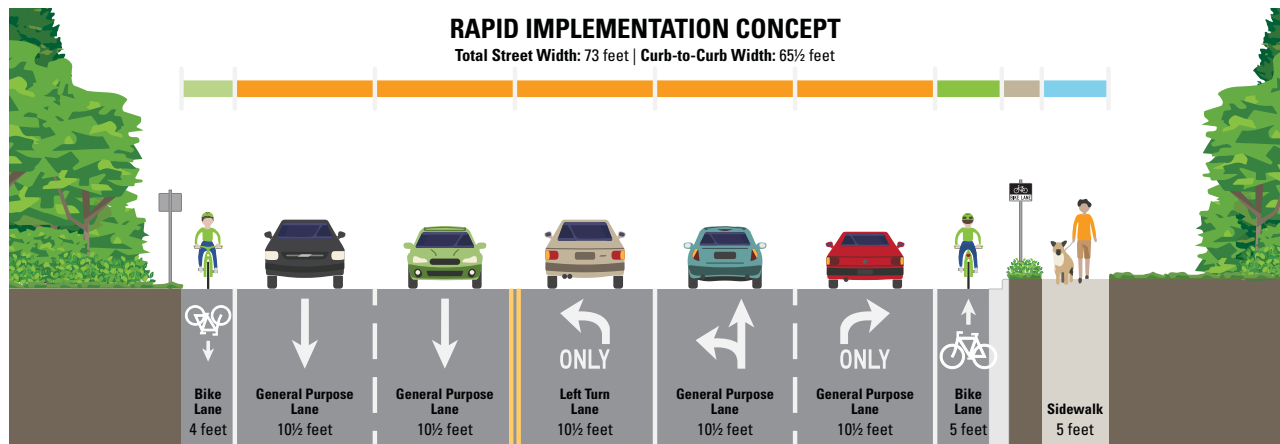 RAPID IMPLEMENTATION CONCEPT
Total Street Width: 73 feet | Curb-to-Curb Width: 65½ feet
BIKE LANE
ONLY
ONLY
Bike
Lane
4 feet
General Purpose
Lane
10½ feet
General Purpose
Lane
10½ feet
Left Turn
Lane
10½ feet
General Purpose
Lane
10½ feet
General Purpose
Lane
10½ feet
Bike
Lane
5 feet
Sidewalk
5 feet